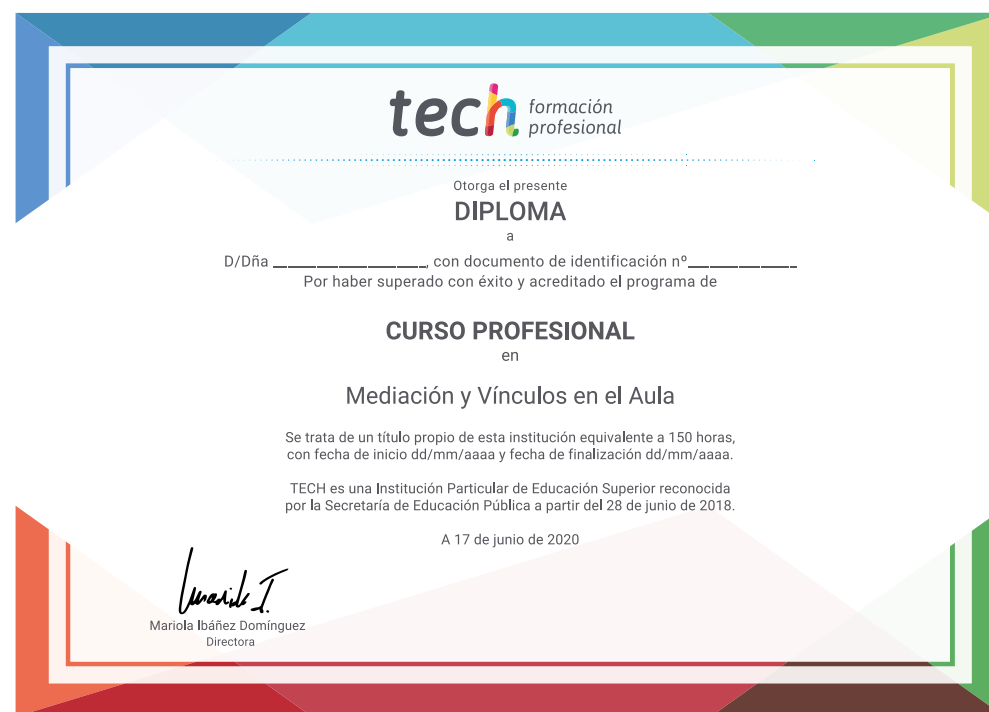 tech formación
profesional
Otorga el presente
DIPLOMA
a
D/Dña ____________________, con documento de identificación nº______________
Por haber superado con éxito y acreditado el programa de
CURSO PROFESIONAL
en
Mediación y Vínculos en el Aula
Se trata de un título propio de esta institución equivalente a 150 horas,
con fecha de inicio dd/mm/aaaa y fecha de finalización dd/mm/aaaa.
TECH es una Institución Particular de Educación Superior reconocida
por la Secretaría de Educación Pública a partir del 28 de junio de 2018.
A 17 de junio de 2020
Mariola Ibáñez Domínguez
Directora